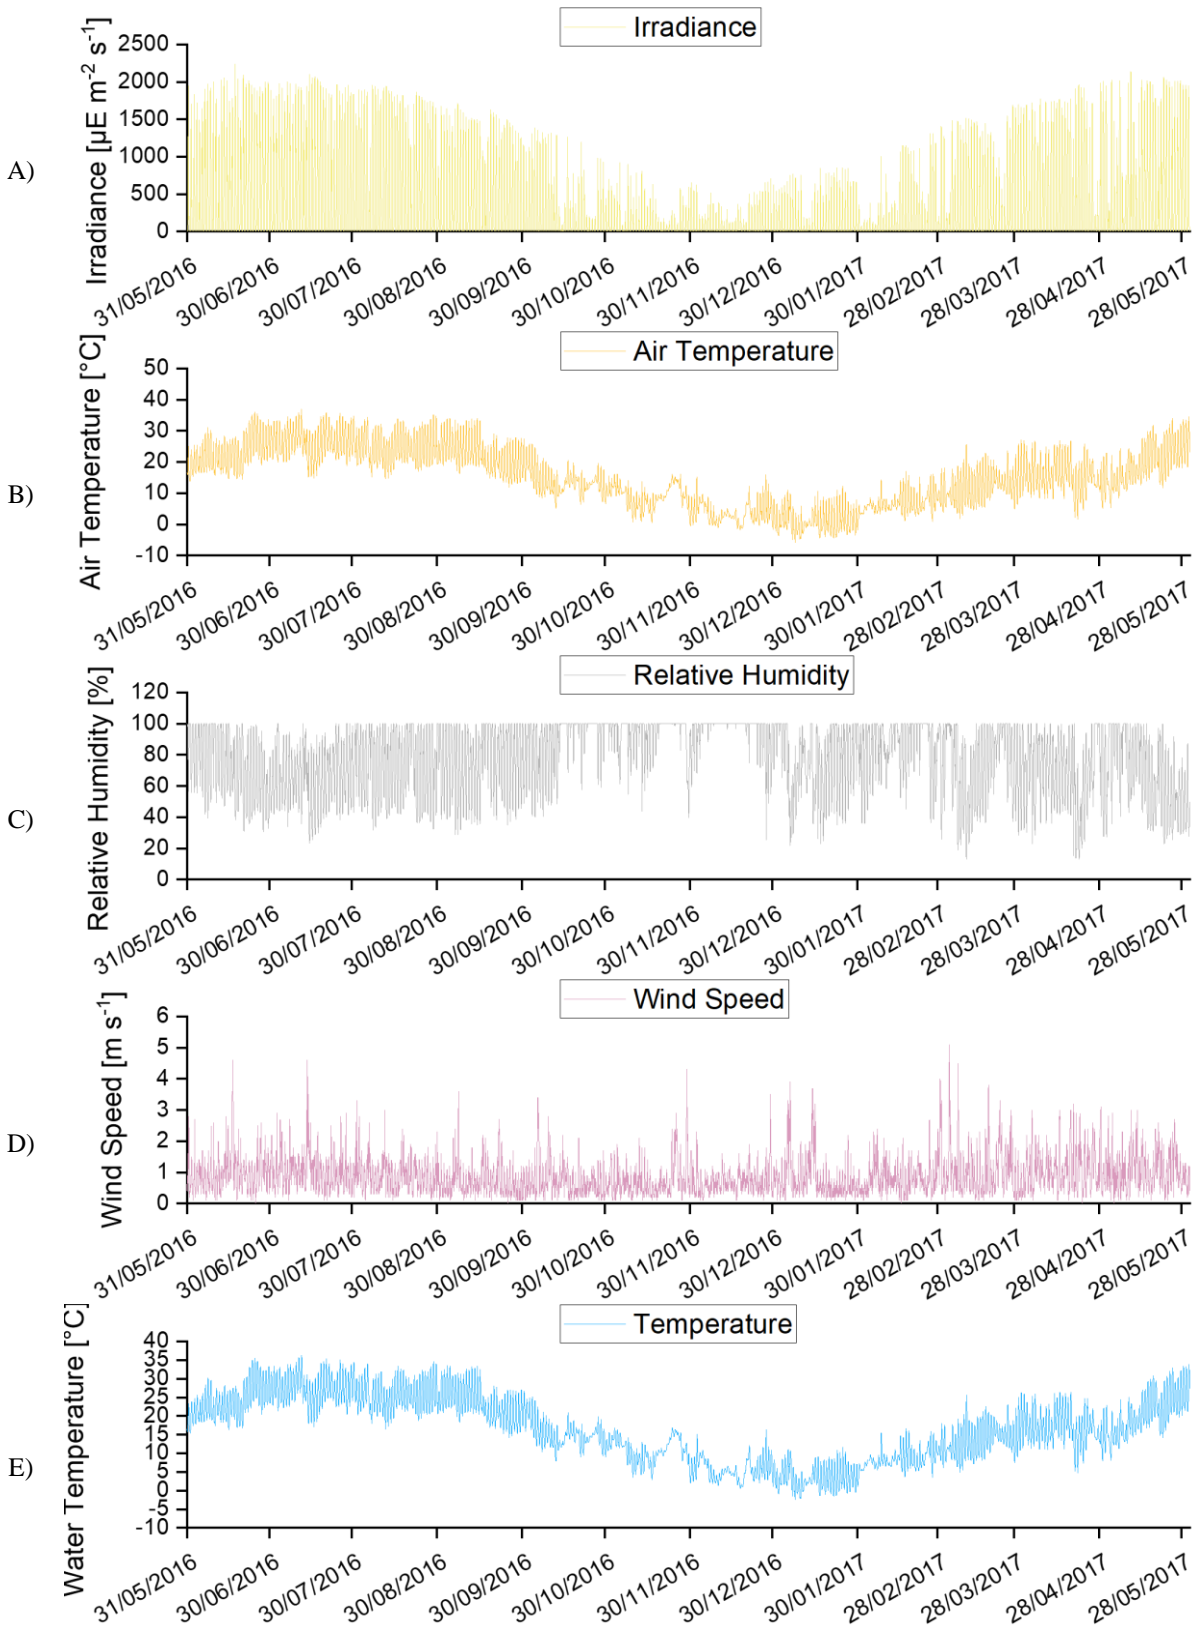 Irradiance
Irradiance [µE m⁻² s⁻¹]
2500
2000
1500
1000
500
0
A)
31/05/2016 30/06/2016 30/07/2016 30/08/2016 30/09/2016 30/10/2016 30/11/2016 30/12/2016 30/01/2017 28/02/2017 28/03/2017 28/04/2017 28/05/2017
Air Temperature
Air Temperature [°C]
50
40
30
20
10
0
-10
B)
31/05/2016 30/06/2016 30/07/2016 30/08/2016 30/09/2016 30/10/2016 30/11/2016 30/12/2016 30/01/2017 28/02/2017 28/03/2017 28/04/2017 28/05/2017
Relative Humidity
Relative Humidity [%]
120
100
80
60
40
20
0
C)
31/05/2016 30/06/2016 30/07/2016 30/08/2016 30/09/2016 30/10/2016 30/11/2016 30/12/2016 30/01/2017 28/02/2017 28/03/2017 28/04/2017 28/05/2017
Wind Speed
Wind Speed [m s⁻¹]
6
5
4
3
2
1
0
D)
31/05/2016 30/06/2016 30/07/2016 30/08/2016 30/09/2016 30/10/2016 30/11/2016 30/12/2016 30/01/2017 28/02/2017 28/03/2017 28/04/2017 28/05/2017
Temperature
Water Temperature [°C]
40
35
30
25
20
15
10
5
0
-5
-10
E)
31/05/2016 30/06/2016 30/07/2016 30/08/2016 30/09/2016 30/10/2016 30/11/2016 30/12/2016 30/01/2017 28/02/2017 28/03/2017 28/04/2017 28/05/2017